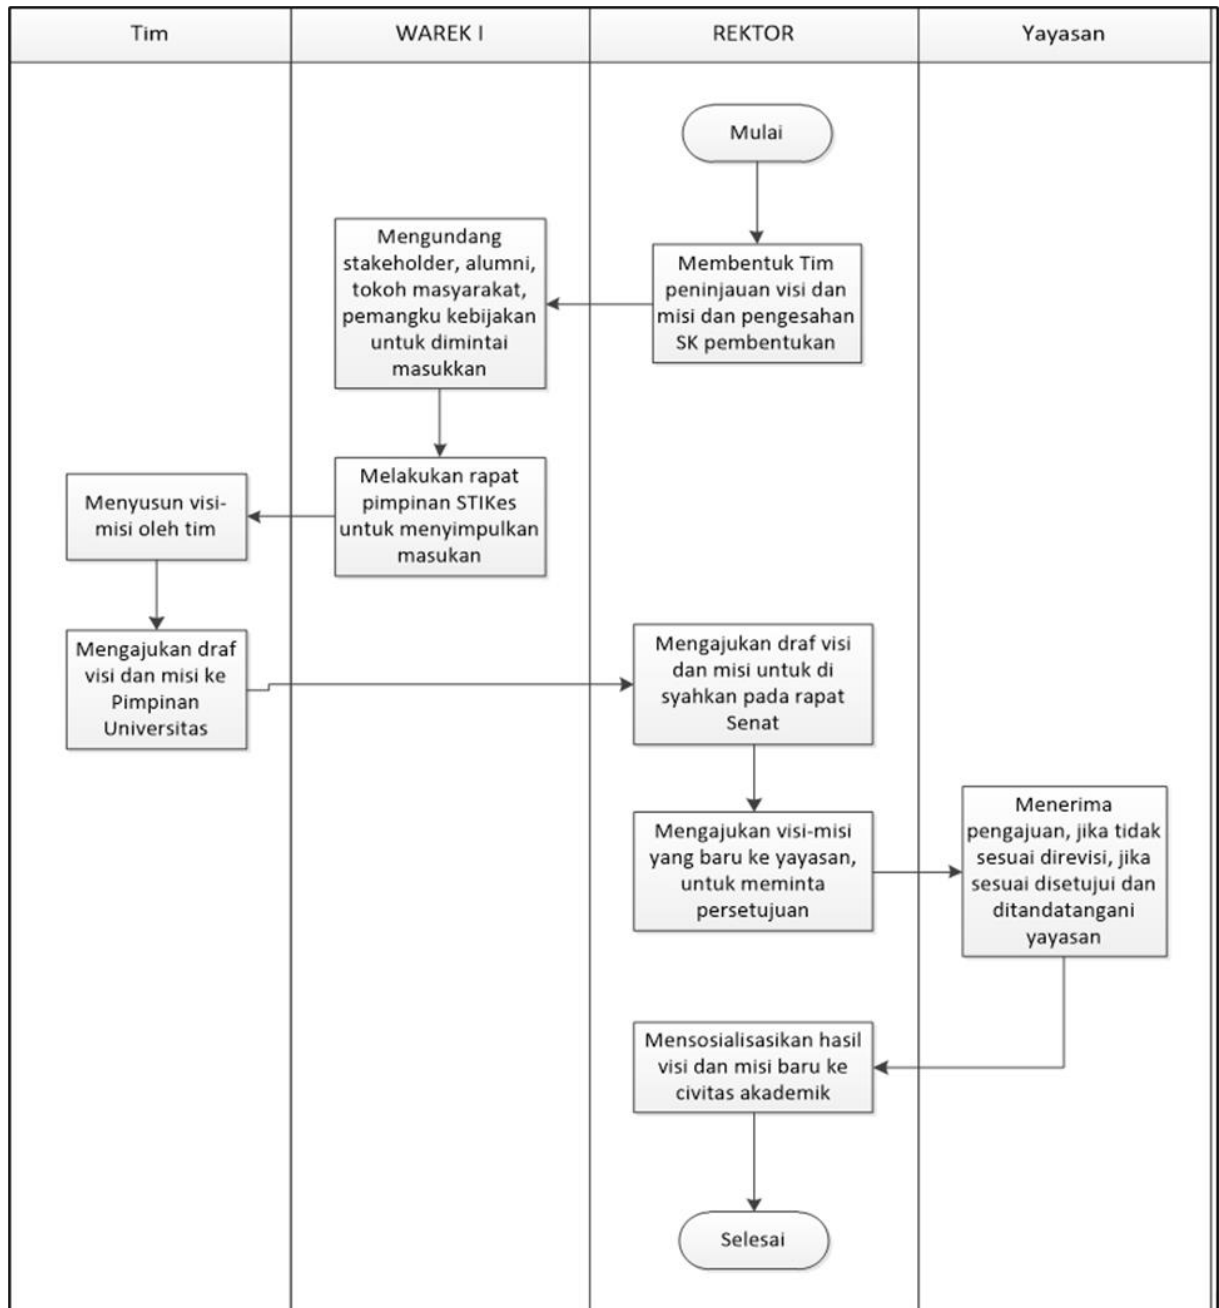 Tim
WAREK I
REKTOR
Yayasan
Mulai
Membentuk Tim
peninjauan visi dan
misi dan pengesahan
SK pembentukan
Mengundang
stakeholder, alumni,
tokoh masyarakat,
pemangku kebijakan
untuk dimintai
masukkan
Melakukan rapat
pimpinan STIKes
untuk menyimpulkan
masukan
Menyusun visi-
misi oleh tim
Mengajukan draf
visi dan misi ke
Pimpinan
Universitas
Mengajukan draf visi
dan misi untuk di
syahkan pada rapat
Senat
Mengajukan visi-misi
yang baru ke yayasan,
untuk meminta
persetujuan
Menerima
pengajuan, jika tidak
sesuai direvisi, jika
sesuai disetujui dan
ditandatangani
yayasan
Mensosialisasikan hasil
visi dan misi baru ke
civitas akademik
Selesai